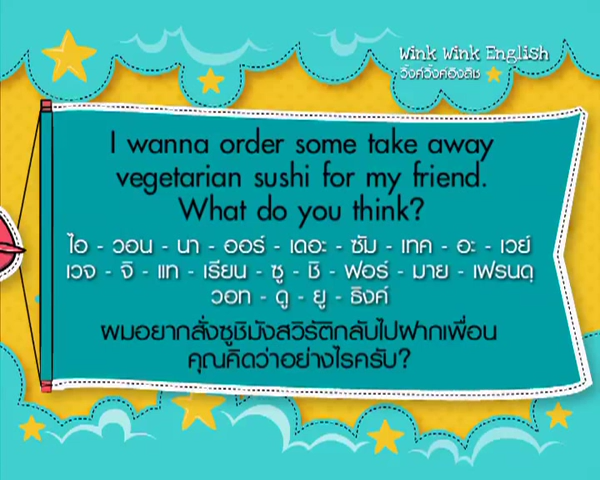 Wink Wink English
วิงค์วิงค์อิงลิช
I wanna order some take away
vegetarian sushi for my friend.
What do you think?
ไอ - วอน - นา - ออร์ - เดอะ - ซัม - เทค - อะ - เวย์
เวจ - จิ - แท - เรียน - ซู - ชิ - ฟอร์ - มาย - เฟรนดฺ
วอท - ดู - ยู - ธิงค์
ผมอยากสั่งซูชิมังสวิรัติกลับไปฝากเพื่อน
คุณคิดว่าอย่างไรครับ?